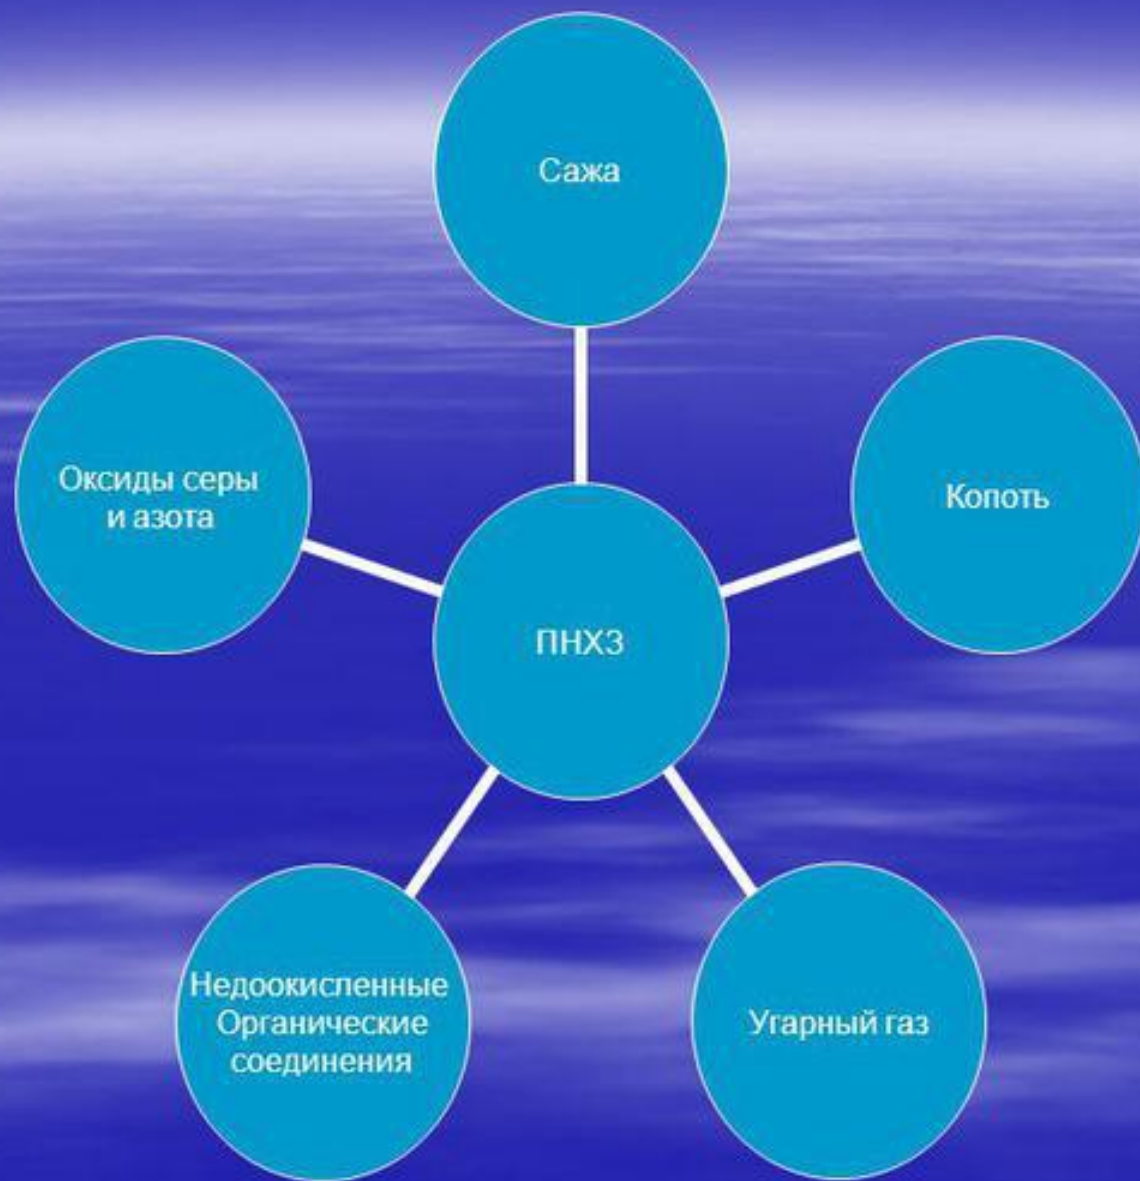 Сажа
Оксиды серы
и азота
Копоть
ПНХЗ
Недоокисленные
Органические
соединения
Угарный газ